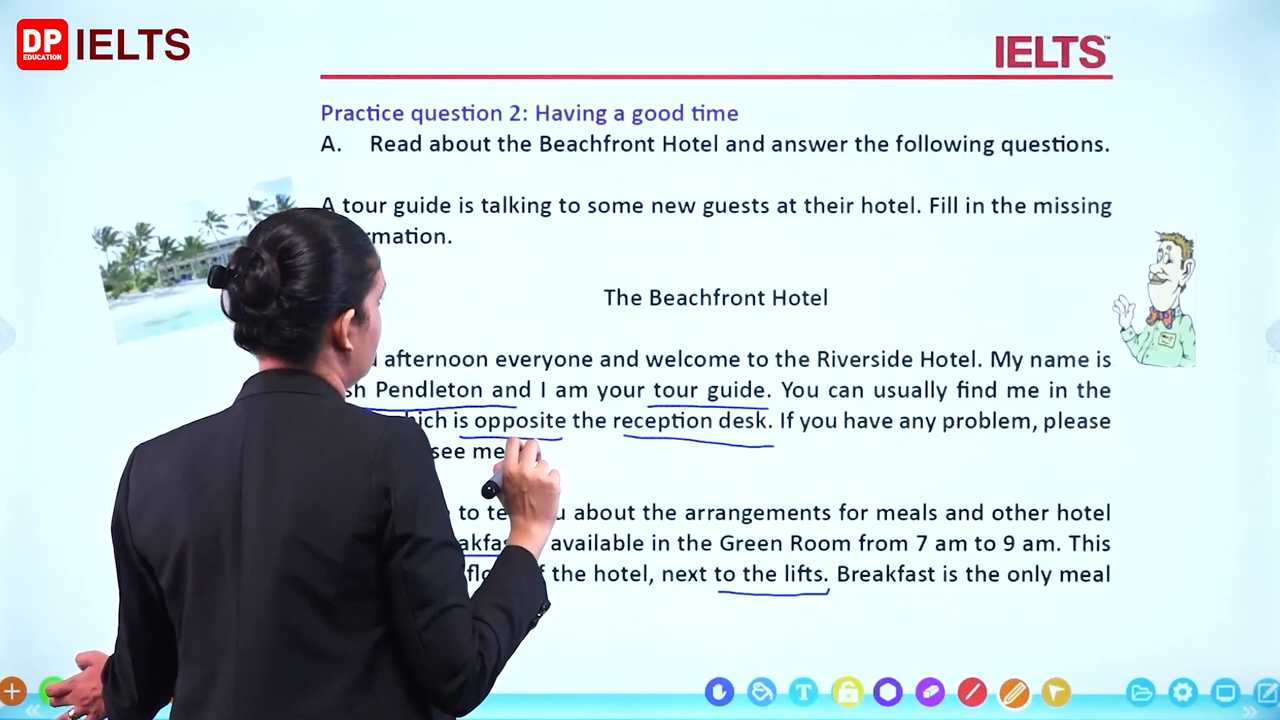 DP
EDUCATION
IELTS
IELTS™
Practice question 2: Having a good time
A. Read about the Beachfront Hotel and answer the following questions.
A tour guide is talking to some new guests at their hotel. Fill in the missing
rmation.
The Beachfront Hotel
afternoon everyone and welcome to the Riverside Hotel. My name is
sh Pendleton and I am your tour guide. You can usually find me in the
ich is opposite the reception desk. If you have any problem, please
see me
to te u about the arrangements for meals and other hotel
akfas available in the Green Room from 7 am to 9 am. This
flo f the hotel, next to the lifts. Breakfast is the only meal